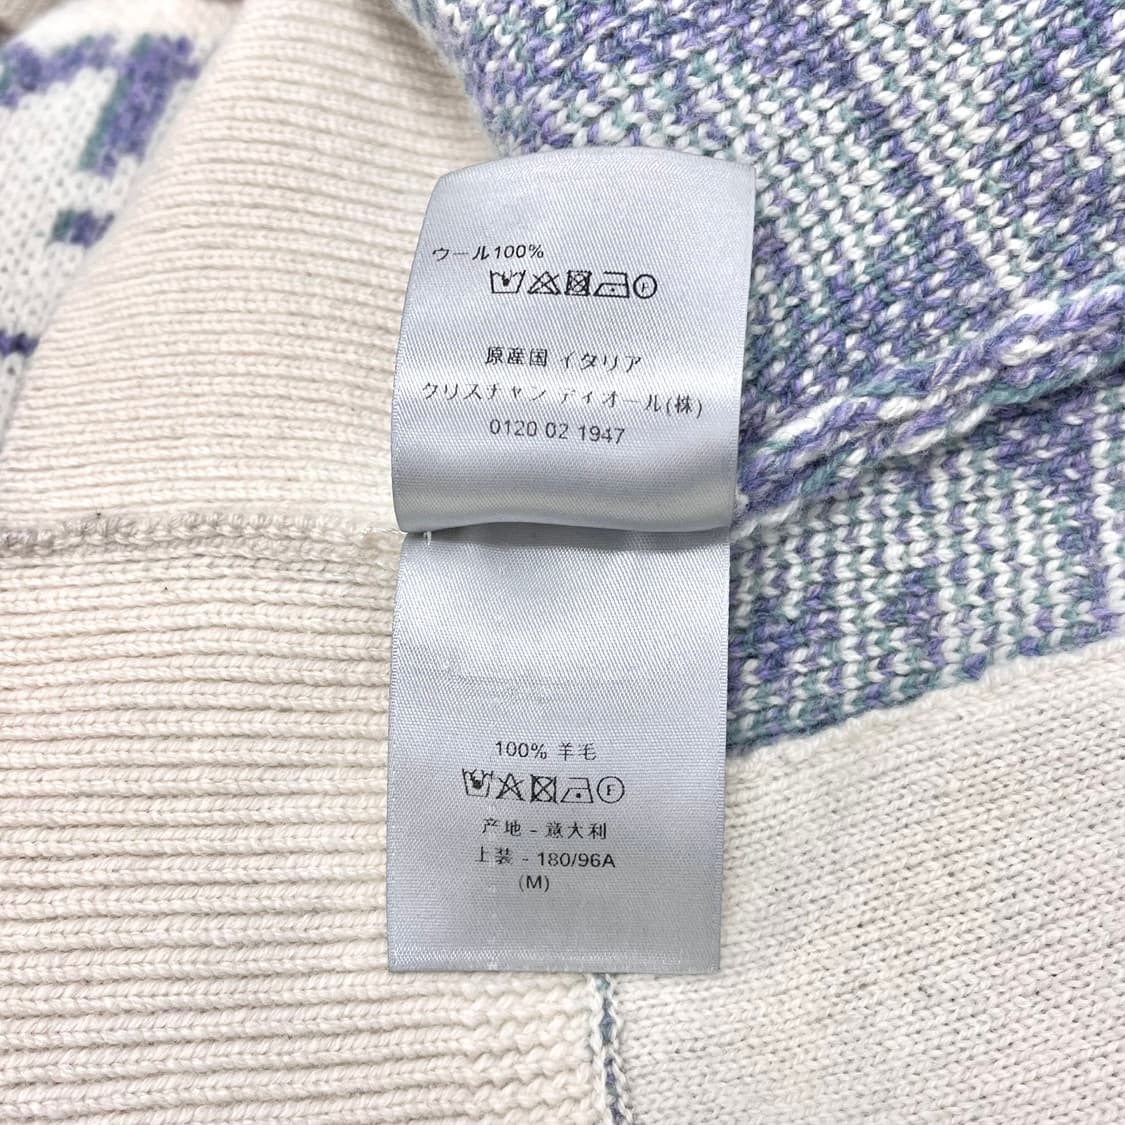 ウール100%
原産国 イタリア
クリスチャン ディオール(株)
0120 02 1947
100% 羊毛
F
产地 - 意大利
上装 - 180/96A
(M)